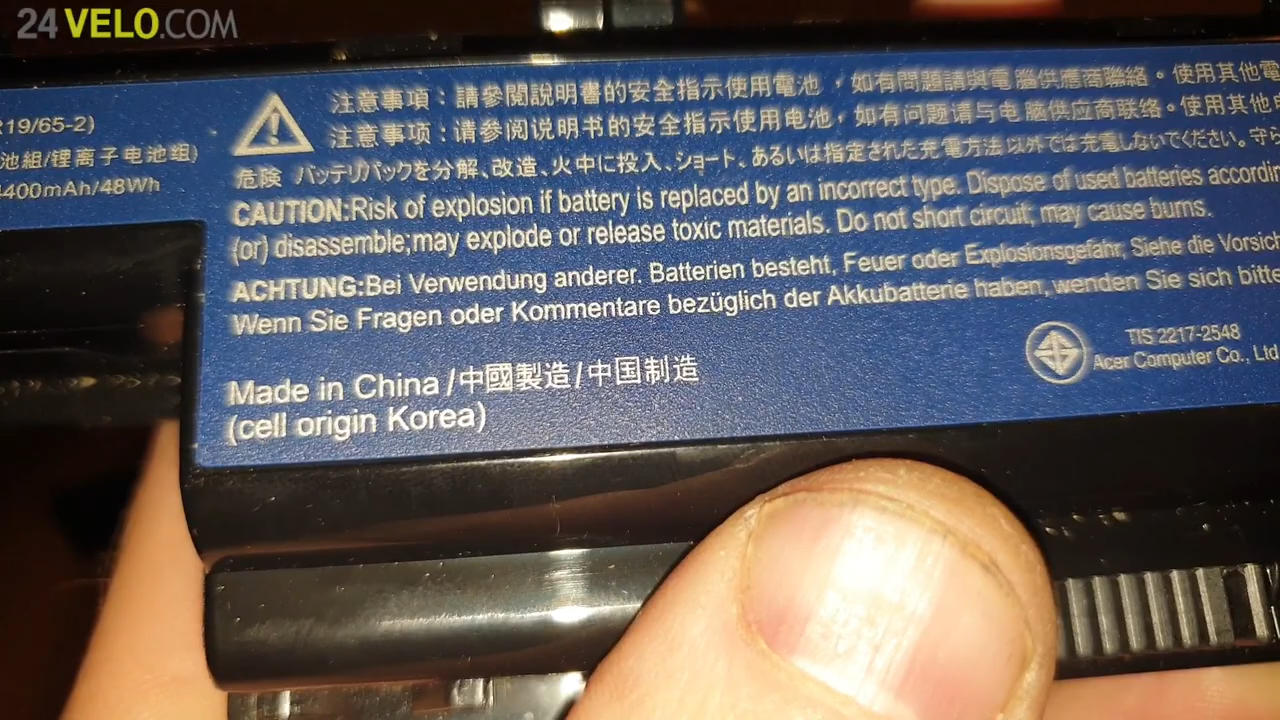 24VELO.COM
R19/65-2)
池組/锂离子电池组)
4400mAh/48Wh
注意事項：請參閱說明書的安全指示使用電池，如有問題請與電腦供應商聯絡。使用其他電
注意事项：请参阅说明书的安全指示使用电池，如有问题请与电脑供应商联络。使用其他
危険 バッテリパックを分解、改造、火中に投入、ショート、あるいは指定された充電方法以外では充電しないでください。守ら
CAUTION:Risk of explosion if battery is replaced by an incorrect type. Dispose of used batteries accordin
(or) disassemble;may explode or release toxic materials. Do not short circuit; may cause burns.
ACHTUNG:Bei Verwendung anderer. Batterien besteht, Feuer oder Explosionsgefahr, Siehe die Vorsich
Wenn Sie Fragen oder Kommentare bezüglich der Akkubatterie haben, wenden Sie sich bitte
TIS 2217-2548
Acer Computer Co., Ltd
Made in China/中國製造/中国制造
(cell origin Korea)